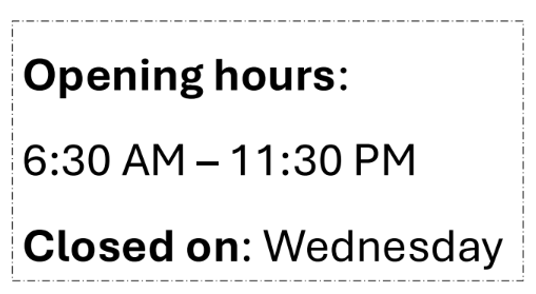 Opening hours:
6:30 AM – 11:30 PM
Closed on: Wednesday